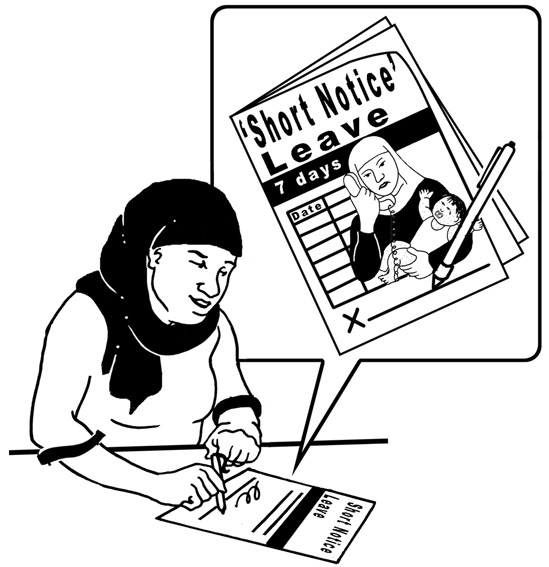 'Short Notice'
Leave
7 days
Date
X
Short Notice
Leave